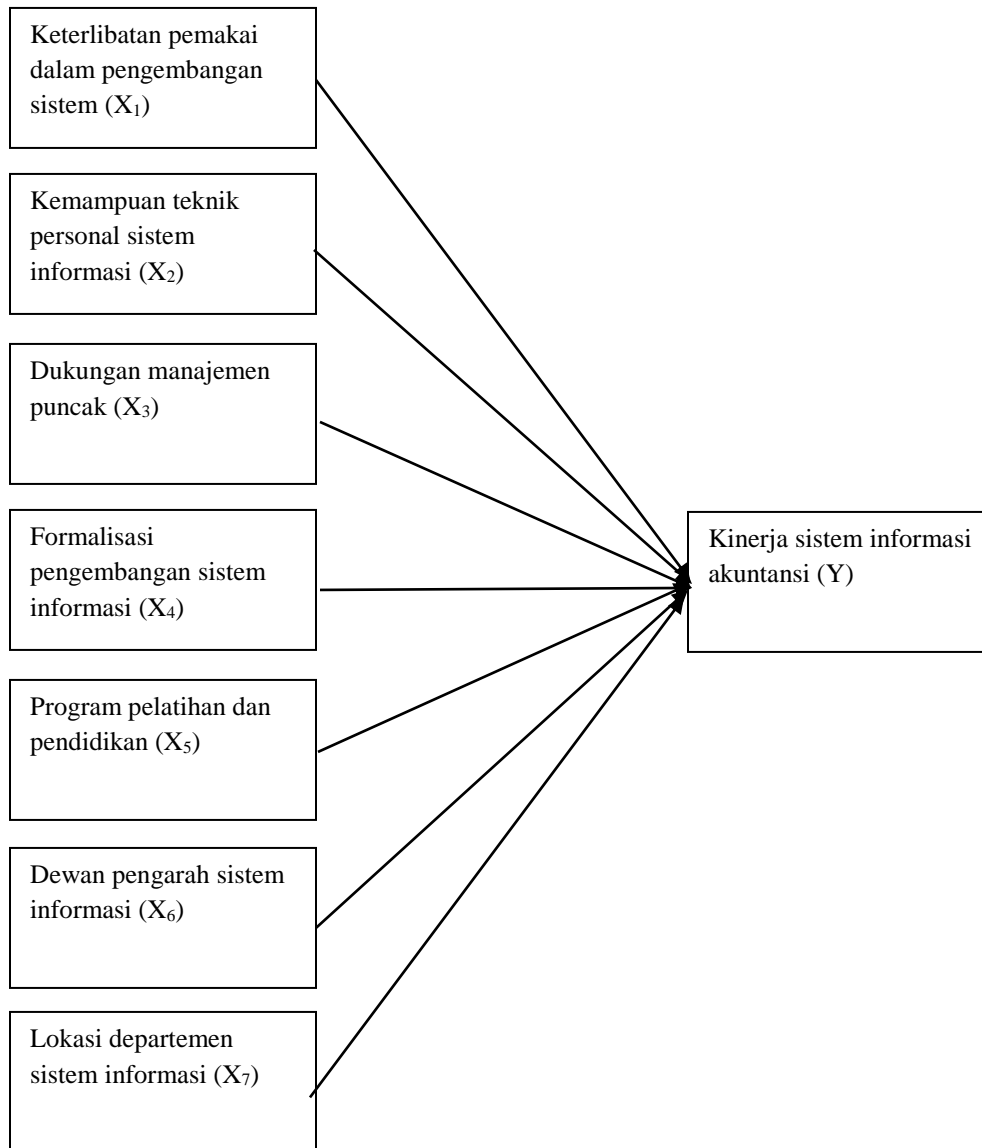 Keterlibatan pemakai
dalam pengembangan
sistem (X₁)
Kemampuan teknik
personal sistem
informasi (X₂)
Dukungan manajemen
puncak (X₃)
Formalisasi
pengembangan sistem
informasi (X₄)
Kinerja sistem informasi
akuntansi (Y)
Program pelatihan dan
pendidikan (X₅)
Dewan pengarah sistem
informasi (X₆)
Lokasi departemen
sistem informasi (X₇)